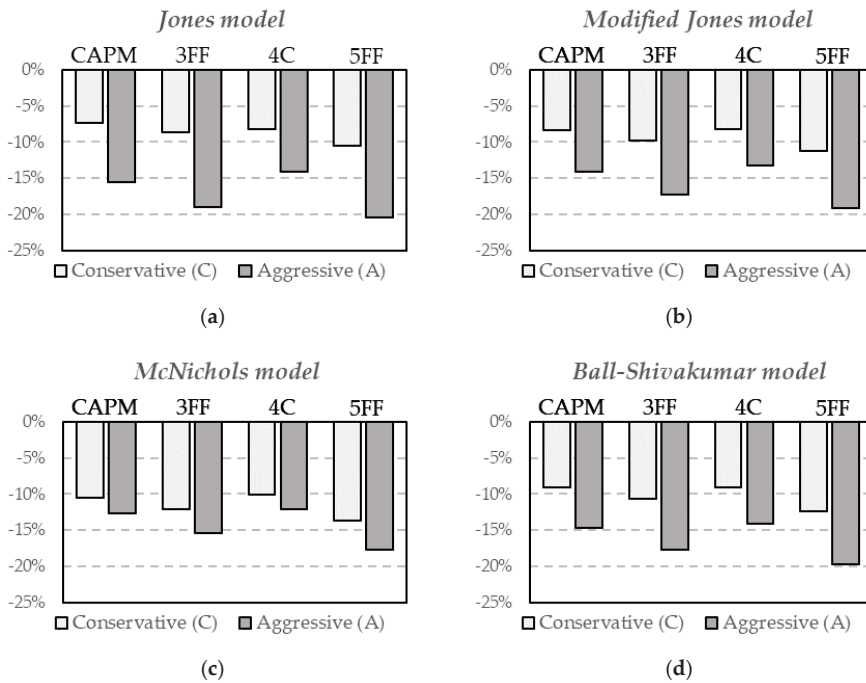 Jones model
CAPM 3FF 4C 5FF
0%
-5%
-10%
-15%
-20%
-25%
Conservative (C) Aggressive (A)
(a)
Modified Jones model
CAPM 3FF 4C 5FF
0%
-5%
-10%
-15%
-20%
-25%
Conservative (C) Aggressive (A)
(b)
McNichols model
CAPM 3FF 4C 5FF
0%
-5%
-10%
-15%
-20%
-25%
Conservative (C) Aggressive (A)
(c)
Ball-Shivakumar model
CAPM 3FF 4C 5FF
0%
-5%
-10%
-15%
-20%
-25%
Conservative (C) Aggressive (A)
(d)